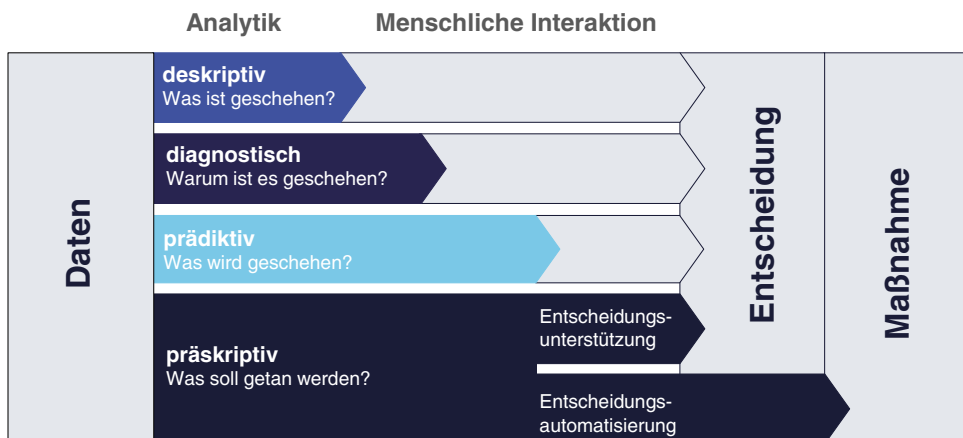 Analytik
Menschliche Interaktion
Daten
deskriptiv
Was ist geschehen?
diagnostisch
Warum ist es geschehen?
prädiktiv
Was wird geschehen?
präskriptiv
Was soll getan werden?
Entscheidungs-
unterstützung
Entscheidungs-
automatisierung
Entscheidung
Maßnahme